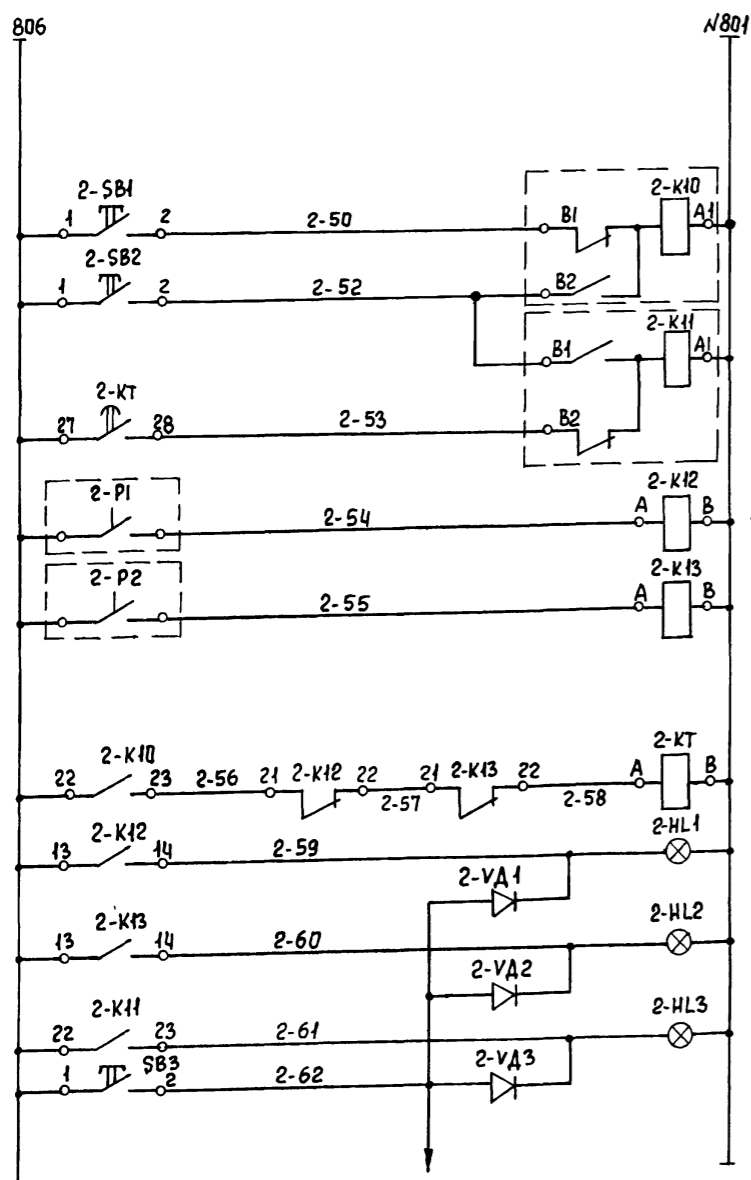 806 N801
2-SB1 2-K10
1 2 2-50 B1 A1
2-SB2
1 2 2-52 B2
2-K11
B1 A1
2-KT
27 28 2-53 B2
2-P1 2-K12
2-54 A B
2-P2 2-K13
2-55 A B
2-K10 2-K12 2-K13 2-KT
22 23 2-56 21 22 2-57 21 22 2-58 A B
2-K12 2-HL1
13 14 2-59
2-VД1
2-K13 2-HL2
13 14 2-60
2-VД2
2-K11 2-HL3
22 23 2-61
SB3 2-VД3
1 2 2-62